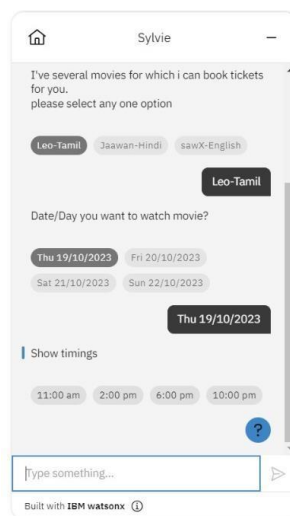 Sylvie
I've several movies for which i can book tickets
for you.
please select any one option
Leo-Tamil Jaawan-Hindi sawX-English
Leo-Tamil
Date/Day you want to watch movie?
Thu 19/10/2023 Fri 20/10/2023
Sat 21/10/2023 Sun 22/10/2023
Thu 19/10/2023
Show timings
11:00 am 2:00 pm 6:00 pm 10:00 pm
?
Type something...
Built with IBM watsonx